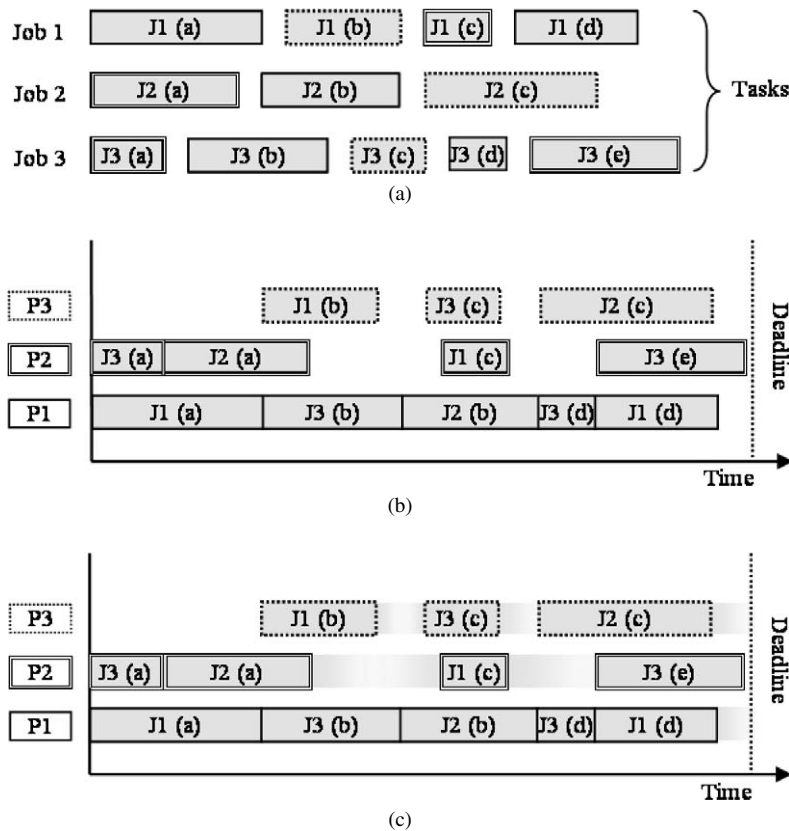 Job 1 J1 (a) J1 (b) J1 (c) J1 (d)
Job 2 J2 (a) J2 (b) J2 (c) Tasks
Job 3 J3 (a) J3 (b) J3 (c) J3 (d) J3 (e)
(a)
P3 J1 (b) J3 (c) J2 (c)
P2 J3 (a) J2 (a) J1 (c) J3 (e)
P1 J1 (a) J3 (b) J2 (b) J3 (d) J1 (d)
Deadline
Time
(b)
P3 J1 (b) J3 (c) J2 (c)
P2 J3 (a) J2 (a) J1 (c) J3 (e)
P1 J1 (a) J3 (b) J2 (b) J3 (d) J1 (d)
Deadline
Time
(c)